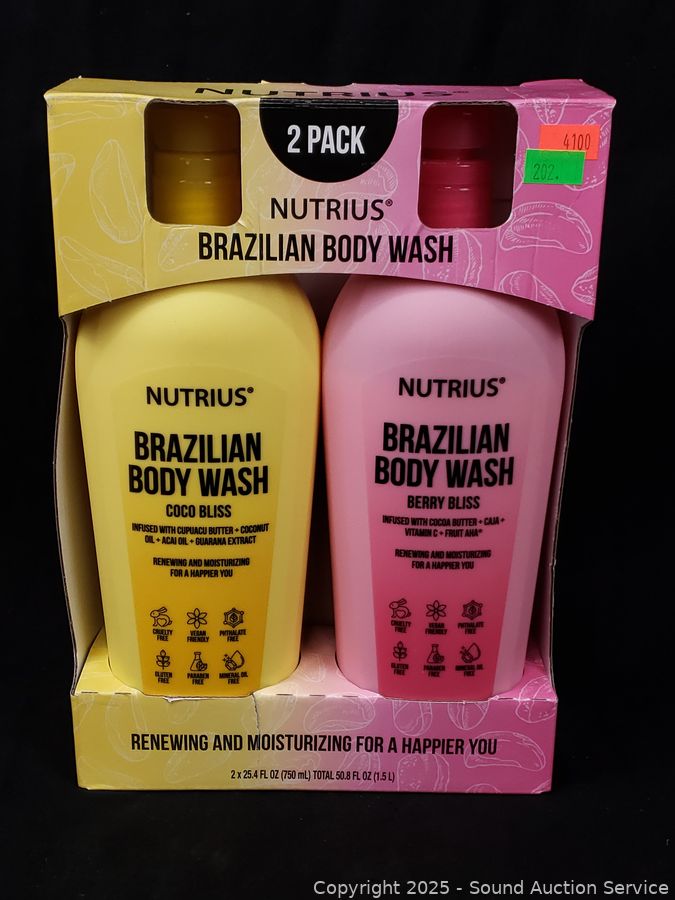 NUTRIUS®
2 PACK
4100
202.
NUTRIUS®
BRAZILIAN BODY WASH
NUTRIUS®
BRAZILIAN
BODY WASH
COCO BLISS
INFUSED WITH CUPUACU BUTTER + COCONUT
OIL + ACAI OIL + GUARANA EXTRACT
RENEWING AND MOISTURIZING
FOR A HAPPIER YOU
CRUELTY
FREE
VEGAN
FRIENDLY
PHTHALATE
FREE
GLUTEN
FREE
PARABEN
FREE
MINERAL OIL
FREE
NUTRIUS®
BRAZILIAN
BODY WASH
BERRY BLISS
INFUSED WITH COCOA BUTTER + CAJA +
VITAMIN C + FRUIT AHA®
RENEWING AND MOISTURIZING
FOR A HAPPIER YOU
CRUELTY
FREE
VEGAN
FRIENDLY
PHTHALATE
FREE
GLUTEN
FREE
PARABEN
FREE
MINERAL OIL
FREE
RENEWING AND MOISTURIZING FOR A HAPPIER YOU
2 x 25.4 FL OZ (750 mL) TOTAL 50.8 FL OZ (1.5 L)
Copyright © 2025 - Sound Auction Service